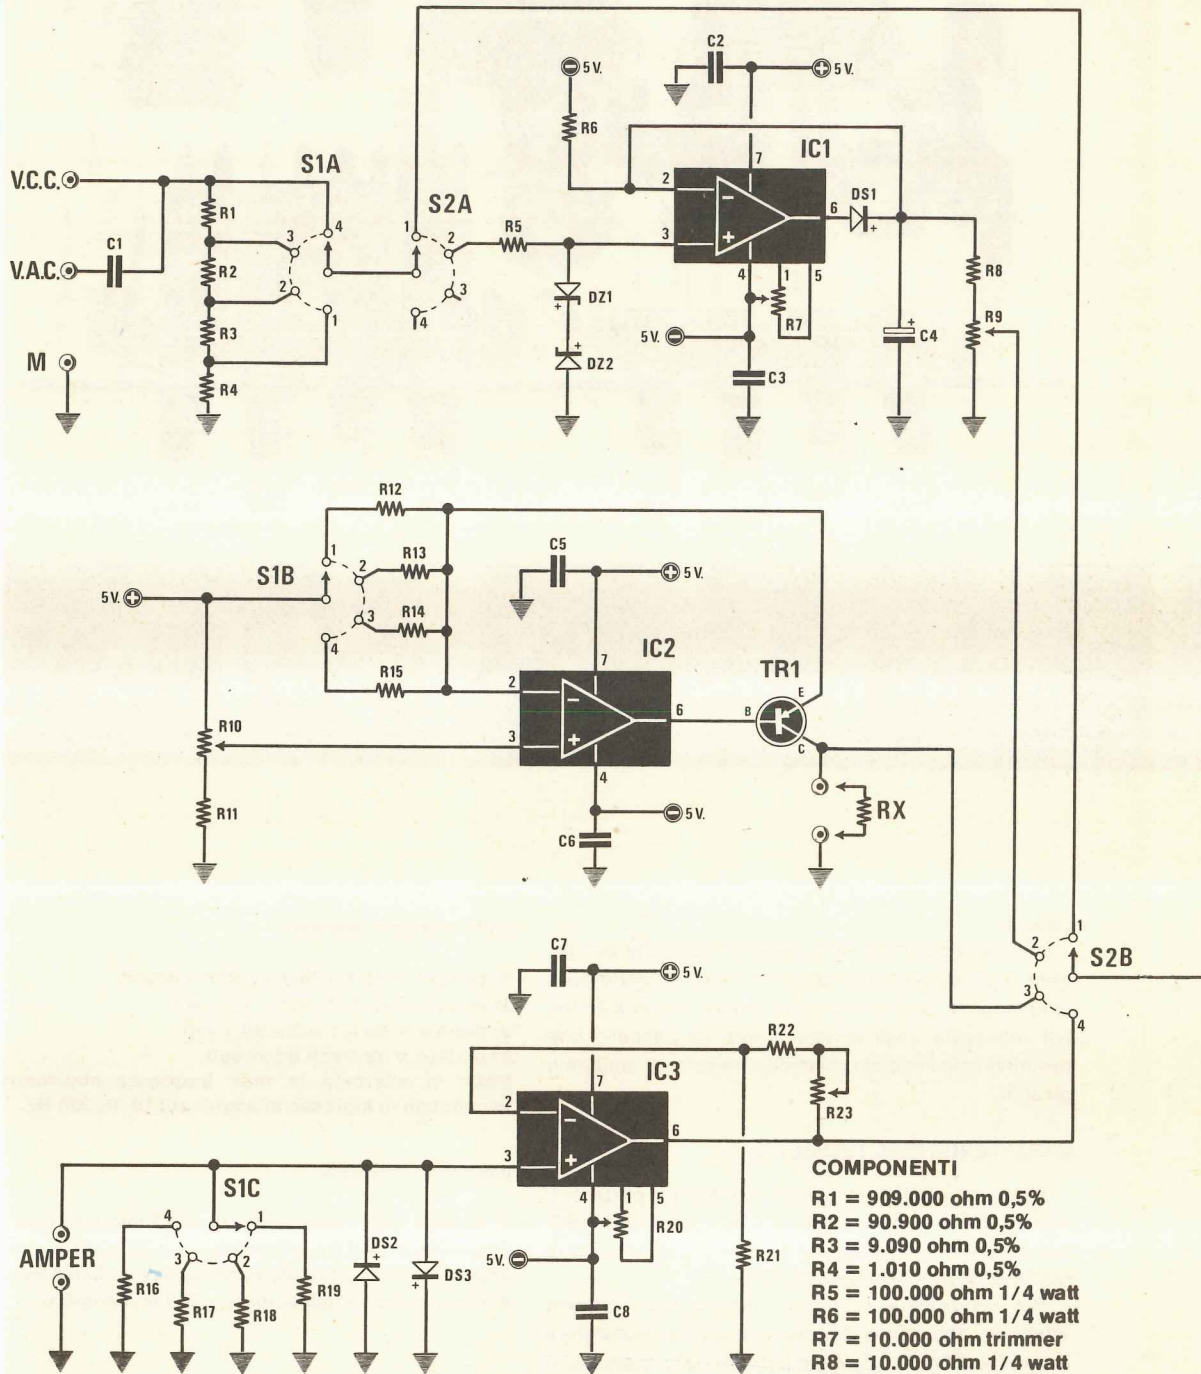 C2
5 V.
5 V.
R6
IC1
7
V.C.C.
S1A
R1
S2A
2
6
DS1
4
1
3
C1
2
R5
3
V.A.C.
R2
2
3
4
1
5
R8
1
4
DZ1
R7
R9
R3
5V.
C4
M
DZ2
C3
R4
R12
1
C5
R13
S1B
2
5 V.
5V.
3
R14
4
IC2
TR1
R15
7
2
6
B
E
R10
3
C
4
RX
R11
5 V.
C6
1
C7
2
S2B
5 V.
3
4
R22
IC3
7
2
R23
6
3
COMPONENTI
S1C
4
1
5
R1 = 909.000 ohm 0,5%
4
1
R20
R2 = 90.900 ohm 0,5%
3
2
DS2
5V.
R21
R3 = 9.090 ohm 0,5%
AMPER
DS3
R4 = 1.010 ohm 0,5%
R16
R19
R5 = 100.000 ohm 1/4 watt
R17
R18
C8
R6 = 100.000 ohm 1/4 watt
R7 = 10.000 ohm trimmer
R8 = 10.000 ohm 1/4 watt